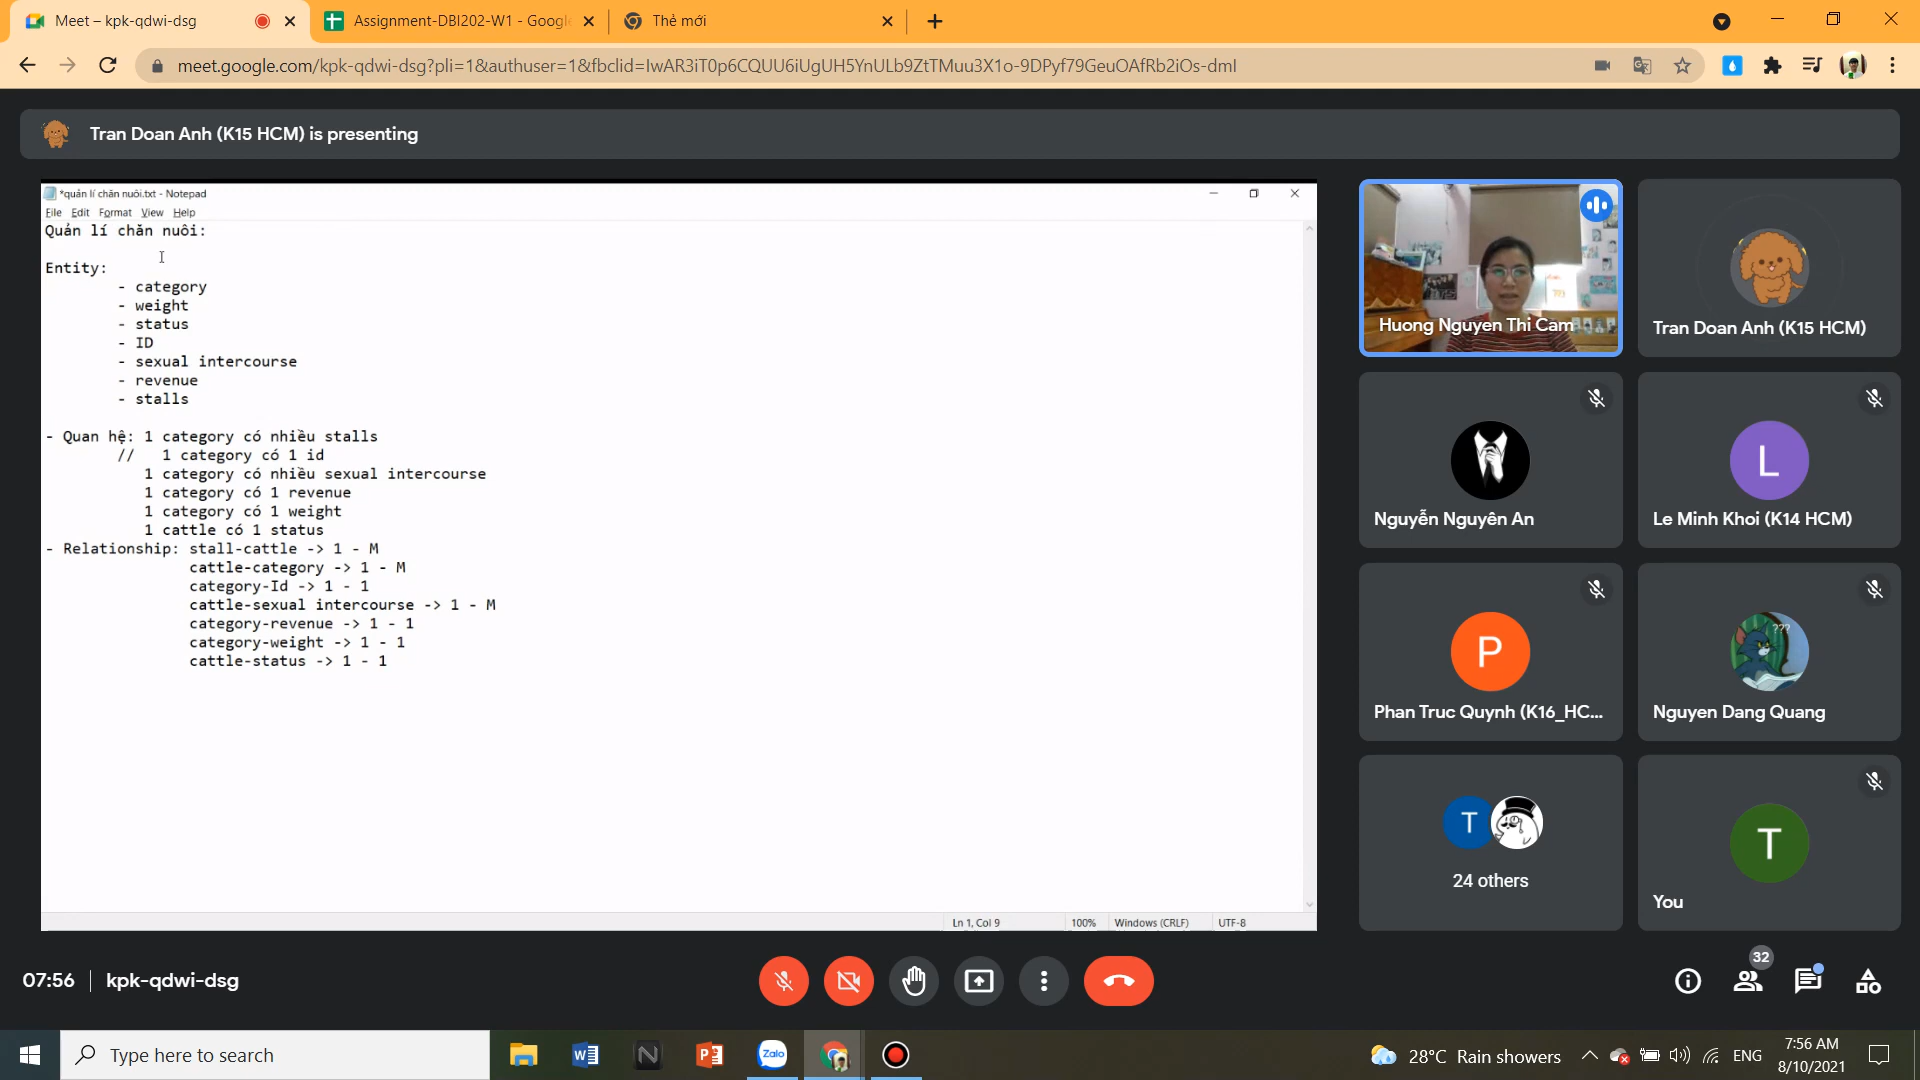 Meet – kpk-qdwi-dsg
Assignment-DBI202-W1 - Google
Thẻ mới
meet.google.com/kpk-qdwi-dsg?pli=1&authuser=1&fbclid=IwAR3iT0p6CQUU6iUgUH5YnULb9ZtTMuu3X1o-9DPyf79GeuOAfRb2iOs-dmI
Tran Doan Anh (K15 HCM) is presenting
*quản lí chăn nuôi.txt - Notepad
File Edit Format View Help
Quản lí chăn nuôi:
Entity:
- category
- weight
- status
- ID
- sexual intercourse
- revenue
- stalls
- Quan hệ: 1 category có nhiều stalls
// 1 category có 1 id
1 category có nhiều sexual intercourse
1 category có 1 revenue
1 category có 1 weight
1 cattle có 1 status
- Relationship: stall-cattle -> 1 - M
cattle-category -> 1 - M
category-Id -> 1 - 1
cattle-sexual intercourse -> 1 - M
category-revenue -> 1 - 1
category-weight -> 1 - 1
cattle-status -> 1 - 1
Ln 1, Col 9
100%
Windows (CRLF)
UTF-8
Huong Nguyen Thi Cam
Tran Doan Anh (K15 HCM)
Nguyễn Nguyên An
L
Le Minh Khoi (K14 HCM)
P
Phan Truc Quynh (K16_HC...
???
Nguyen Dang Quang
T
24 others
T
You
07:56
kpk-qdwi-dsg
32
Type here to search
W
N
P
Zalo
28°C Rain showers
ENG
7:56 AM
8/10/2021